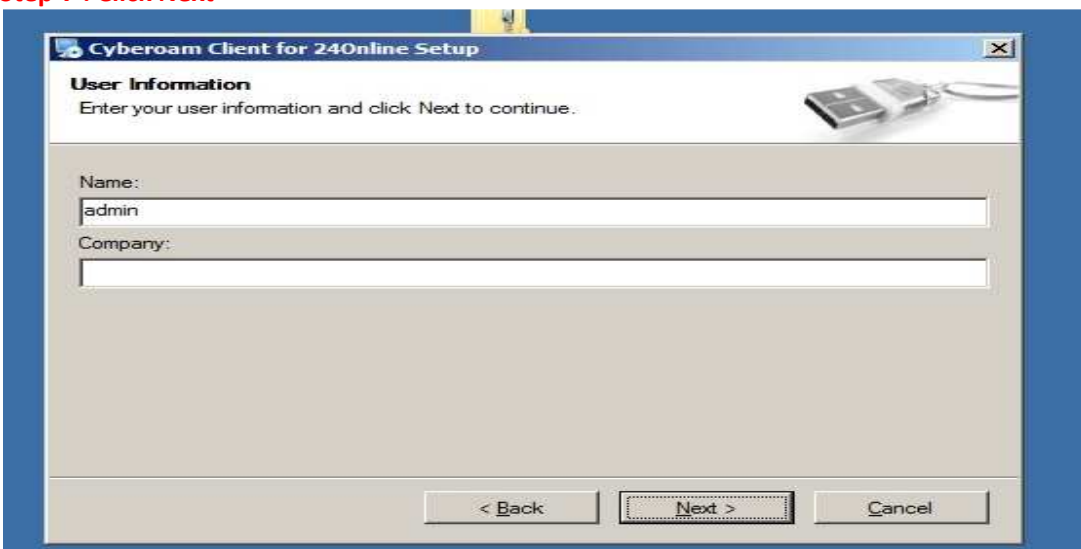 Cyberoam Client for 24Online Setup
User Information
Enter your user information and click Next to continue.
Name:
admin
Company:
< Back
Next >
Cancel